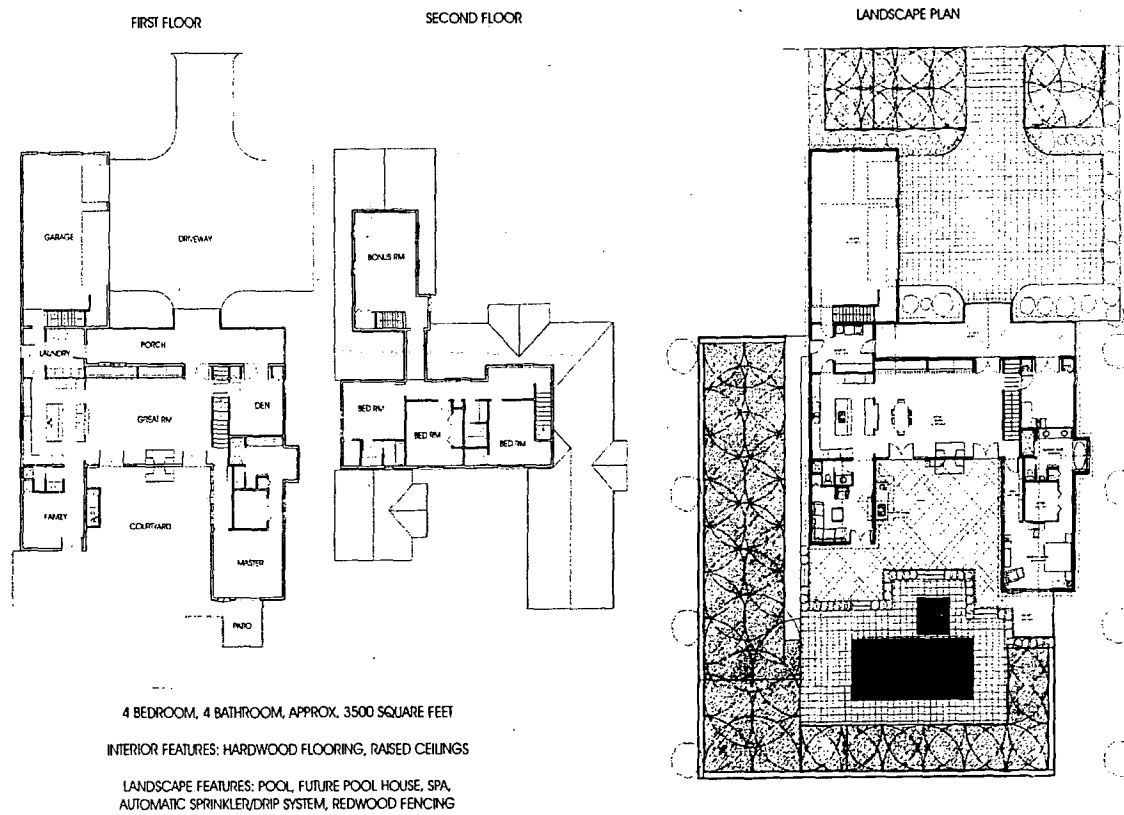 FIRST FLOOR
SECOND FLOOR
LANDSCAPE PLAN
GARAGE
DRIVEWAY
BONUS RM
LAUNDRY
PORCH
GREAT RM
DEN
BED RM
BED RM
BED RM
FAMILY
COURTYARD
MASTER
PATIO
4 BEDROOM, 4 BATHROOM, APPROX. 3500 SQUARE FEET
INTERIOR FEATURES: HARDWOOD FLOORING, RAISED CEILINGS
LANDSCAPE FEATURES: POOL, FUTURE POOL HOUSE, SPA,
AUTOMATIC SPRINKLER/DRIP SYSTEM, REDWOOD FENCING